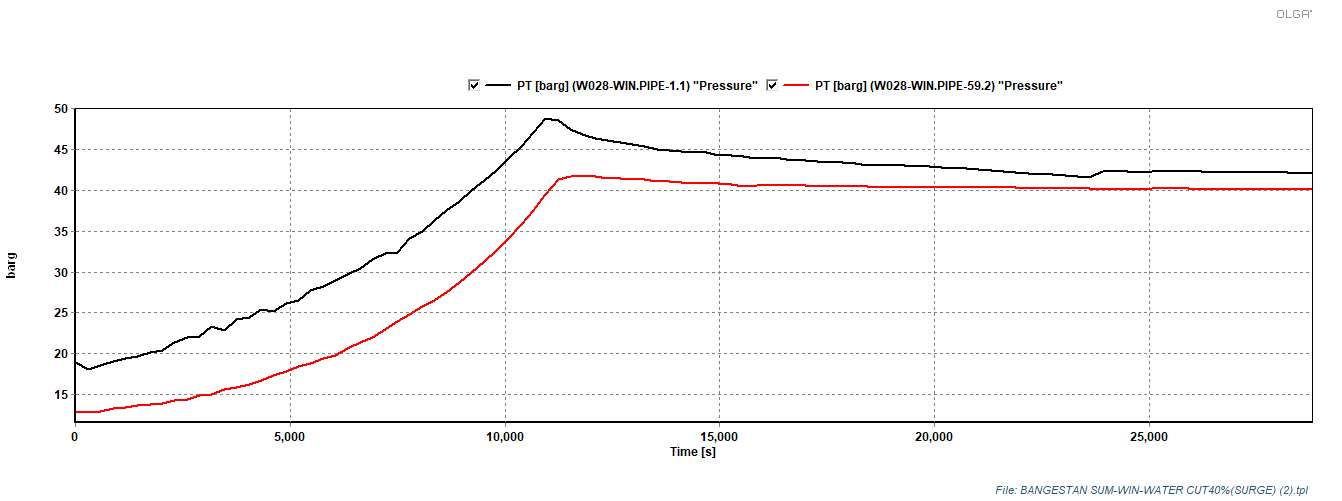 OLGA
PT [barg] (W028-WIN.PIPE-1.1) "Pressure" PT [barg] (W028-WIN.PIPE-59.2) "Pressure"
50
45
40
35
30
25
20
15
barg
0 5,000 10,000 15,000 20,000 25,000
Time [s]
File: BANGESTAN SUM-WIN-WATER CUT40%(SURGE) (2).tpl